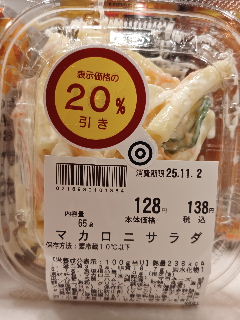 表示価格の
20%
引き
消費期限 25.11. 2
内容量
65g
128円
本体価格
138円
税込
マカロニサラダ
保存方法:要冷蔵10℃以下